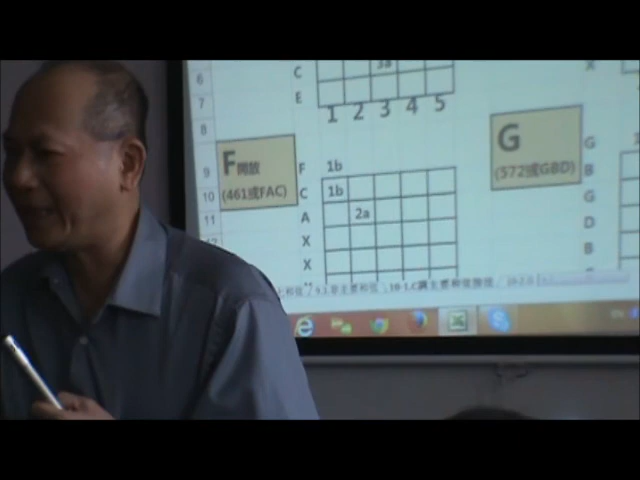 6 C 3a X
7 E
1 2 3 4 5
8
G
(572或GBD)
F 開放
(461或FAC)
9 F 1b G
10 C 1b B
11 A 2a G
X D
X B